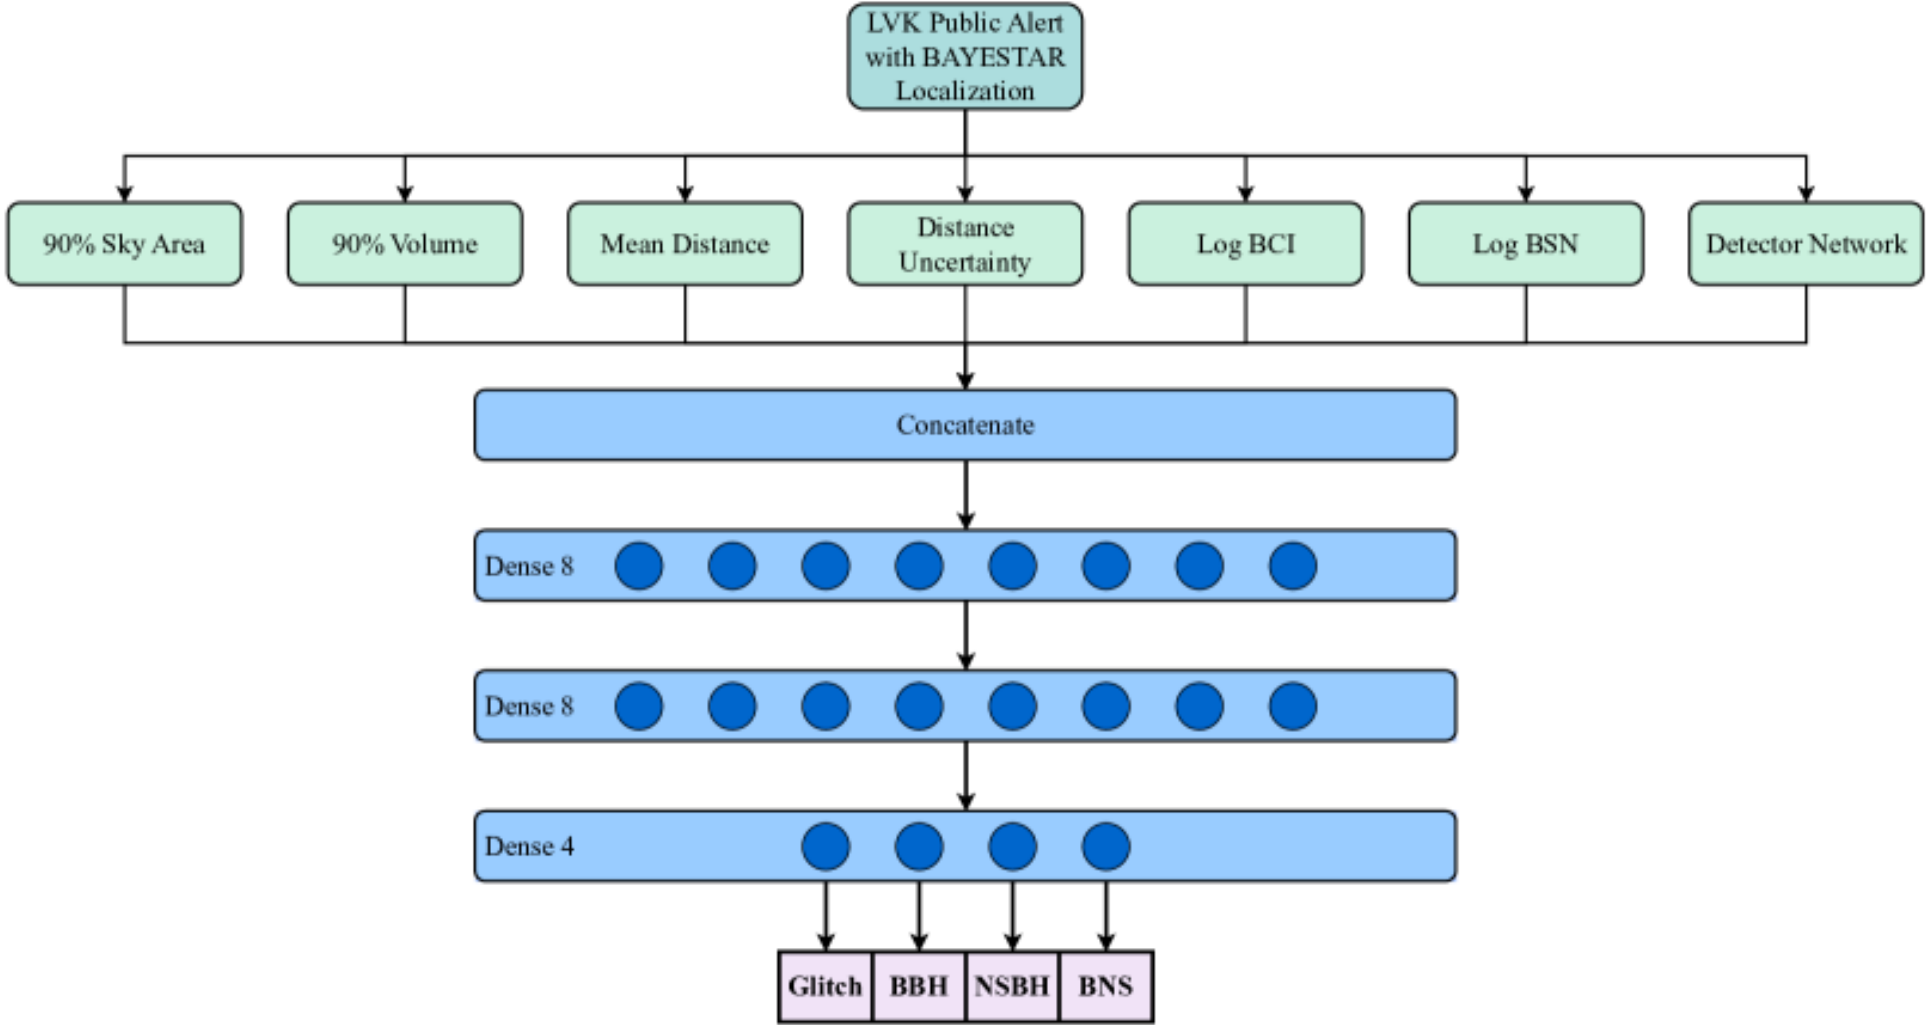 LVK Public Alert
with BAYESTAR
Localization
90% Sky Area
90% Volume
Mean Distance
Distance
Uncertainty
Log BCI
Log BSN
Detector Network
Concatenate
Dense 8
Dense 8
Dense 4
Glitch
BBH
NSBH
BNS